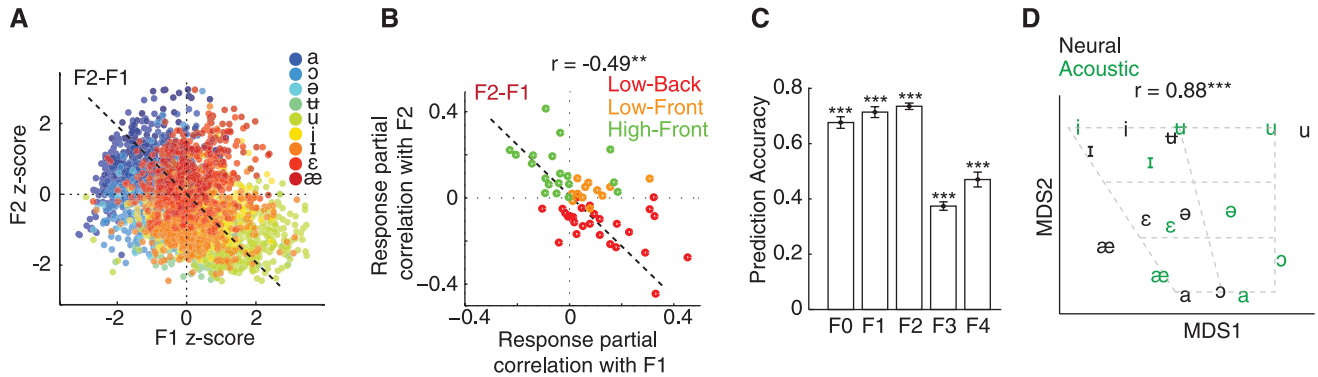 A
F2-F1
a
ɔ
ə
ʉ
u
i
ɪ
ɛ
æ
F2 z-score
2
0
-2
-2
0
2
F1 z-score
B
r = -0.49**
F2-F1
Low-Back
Low-Front
High-Front
Response partial
correlation with F2
0.4
0
-0.4
−0.4
0
0.4
Response partial
correlation with F1
C
Prediction Accuracy
0.8
0.6
0.4
0.2
0
***
***
***
***
***
F0 F1 F2 F3 F4
D
Neural
Acoustic
r = 0.88***
i i ʉ ʉ u u
ɪ ɪ
ɛ ɛ ə ə
æ ɔ
æ
a ɔ a
MDS2
MDS1